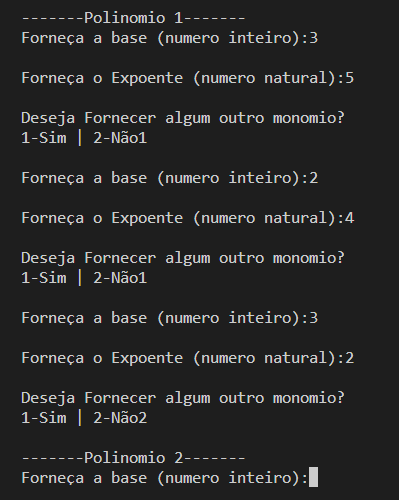 -------Polinomio 1-------
Forneça a base (numero inteiro):3
Forneça o Expoente (numero natural):5
Deseja Fornecer algum outro monomio?
1-Sim | 2-Não1
Forneça a base (numero inteiro):2
Forneça o Expoente (numero natural):4
Deseja Fornecer algum outro monomio?
1-Sim | 2-Não1
Forneça a base (numero inteiro):3
Forneça o Expoente (numero natural):2
Deseja Fornecer algum outro monomio?
1-Sim | 2-Não2
-------Polinomio 2-------
Forneça a base (numero inteiro):